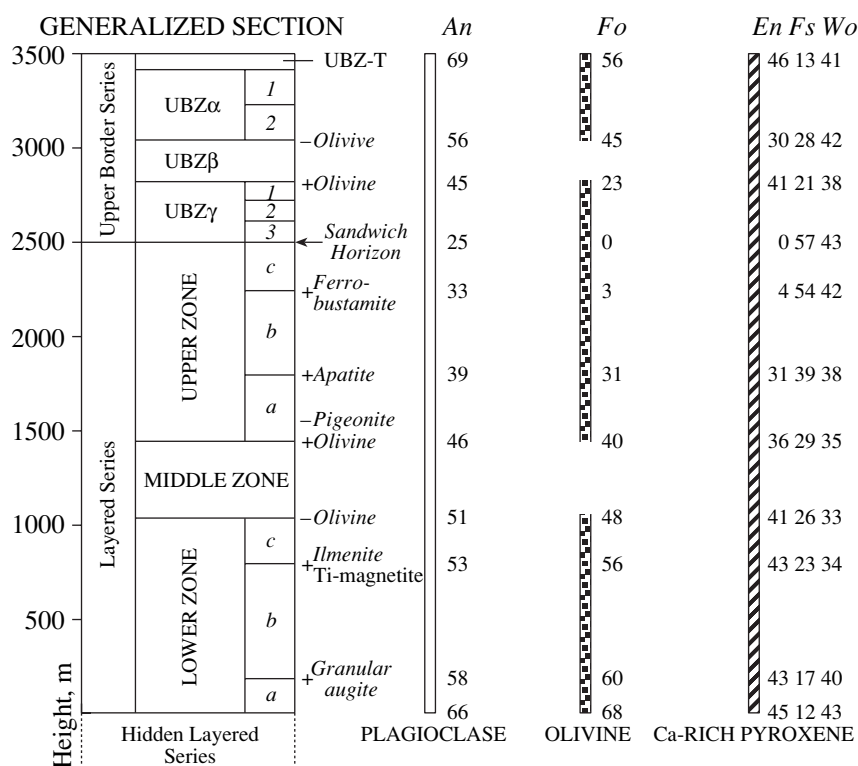 GENERALIZED SECTION An Fo En Fs Wo
3500 UBZ-T 69 56 46 13 41
1
UBZα
2
3000 –Olivive 56 45 30 28 42
UBZβ
+Olivine 45 23 41 21 38
1
UBZγ 2
3 Sandwich
2500 Horizon 25 0 0 57 43
Upper Border Series
c
+Ferro-
bustamite 33 3 4 54 42
2000
UPPER ZONE
b
+Apatite 39 31 31 39 38
a
–Pigeonite
1500
+Olivine 46 40 36 29 35
MIDDLE ZONE
Layered Series
1000 –Olivine 51 48 41 26 33
c
+Ilmenite
Ti-magnetite 53 56 43 23 34
LOWER ZONE
500 b
+Granular
augite 58 60 43 17 40
a
66 68 45 12 43
Height, m
Hidden Layered
Series
PLAGIOCLASE OLIVINE Ca-RICH PYROXENE